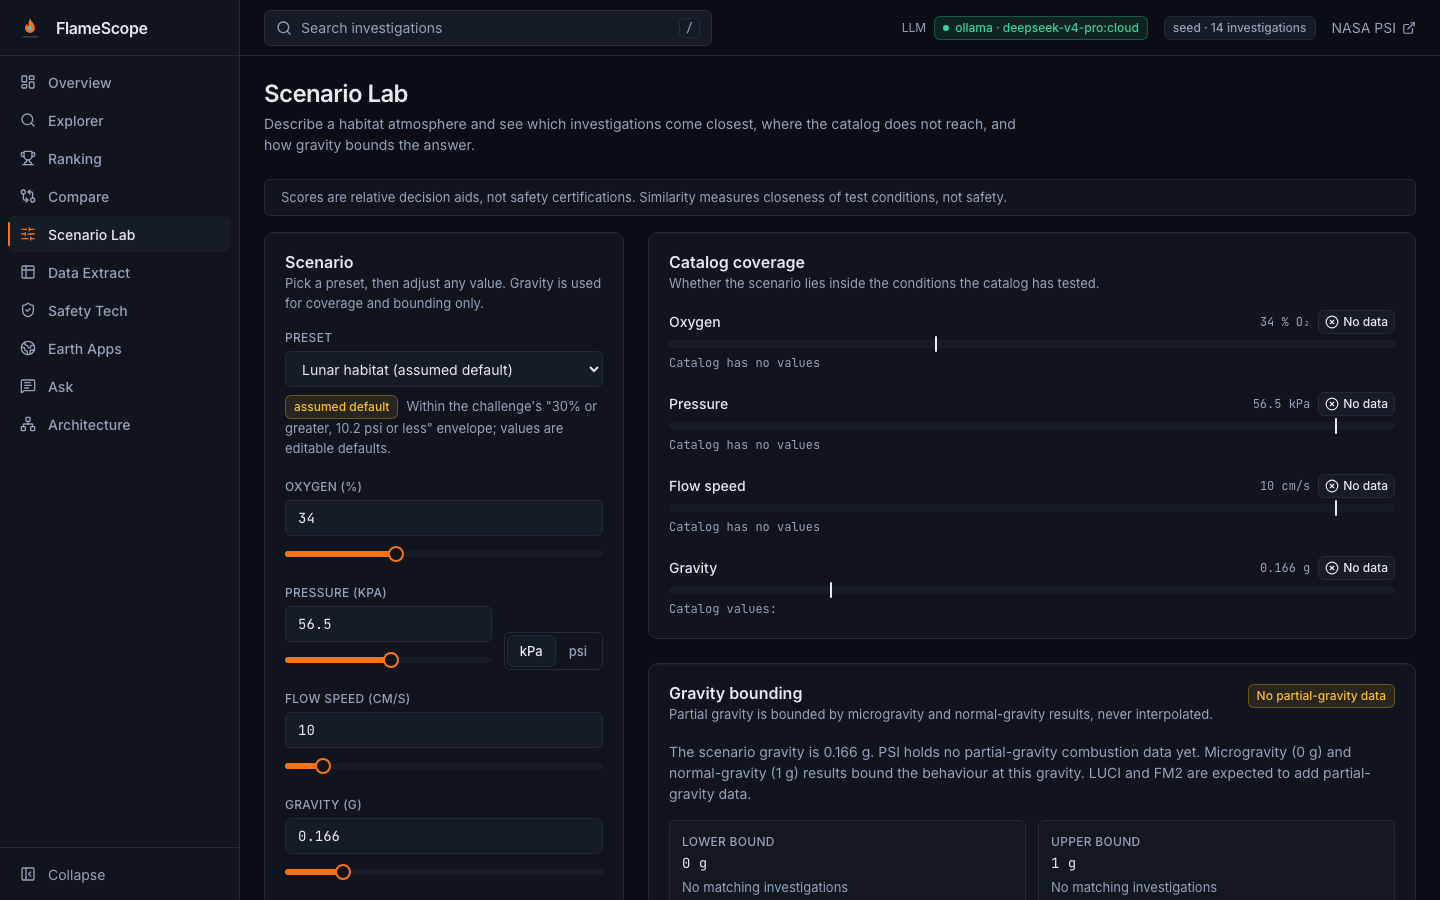 FlameScope
Search investigations
/
LLM
ollama · deepseek-v4-pro:cloud
seed · 14 investigations
NASA PSI
Overview
Explorer
Ranking
Compare
Scenario Lab
Data Extract
Safety Tech
Earth Apps
Ask
Architecture
Collapse
Scenario Lab
Describe a habitat atmosphere and see which investigations come closest, where the catalog does not reach, and
how gravity bounds the answer.
Scores are relative decision aids, not safety certifications. Similarity measures closeness of test conditions, not safety.
Scenario
Pick a preset, then adjust any value. Gravity is used
for coverage and bounding only.
PRESET
Lunar habitat (assumed default)
assumed default Within the challenge's "30% or
greater, 10.2 psi or less" envelope; values are
editable defaults.
OXYGEN (%)
34
PRESSURE (KPA)
56.5
kPa psi
FLOW SPEED (CM/S)
10
GRAVITY (G)
0.166
Catalog coverage
Whether the scenario lies inside the conditions the catalog has tested.
Oxygen 34 % O₂ No data
Catalog has no values
Pressure 56.5 kPa No data
Catalog has no values
Flow speed 10 cm/s No data
Catalog has no values
Gravity 0.166 g No data
Catalog values:
Gravity bounding
No partial-gravity data
Partial gravity is bounded by microgravity and normal-gravity results, never interpolated.
The scenario gravity is 0.166 g. PSI holds no partial-gravity combustion data yet. Microgravity (0 g) and
normal-gravity (1 g) results bound the behaviour at this gravity. LUCI and FM2 are expected to add partial-
gravity data.
LOWER BOUND
0 g
No matching investigations
UPPER BOUND
1 g
No matching investigations